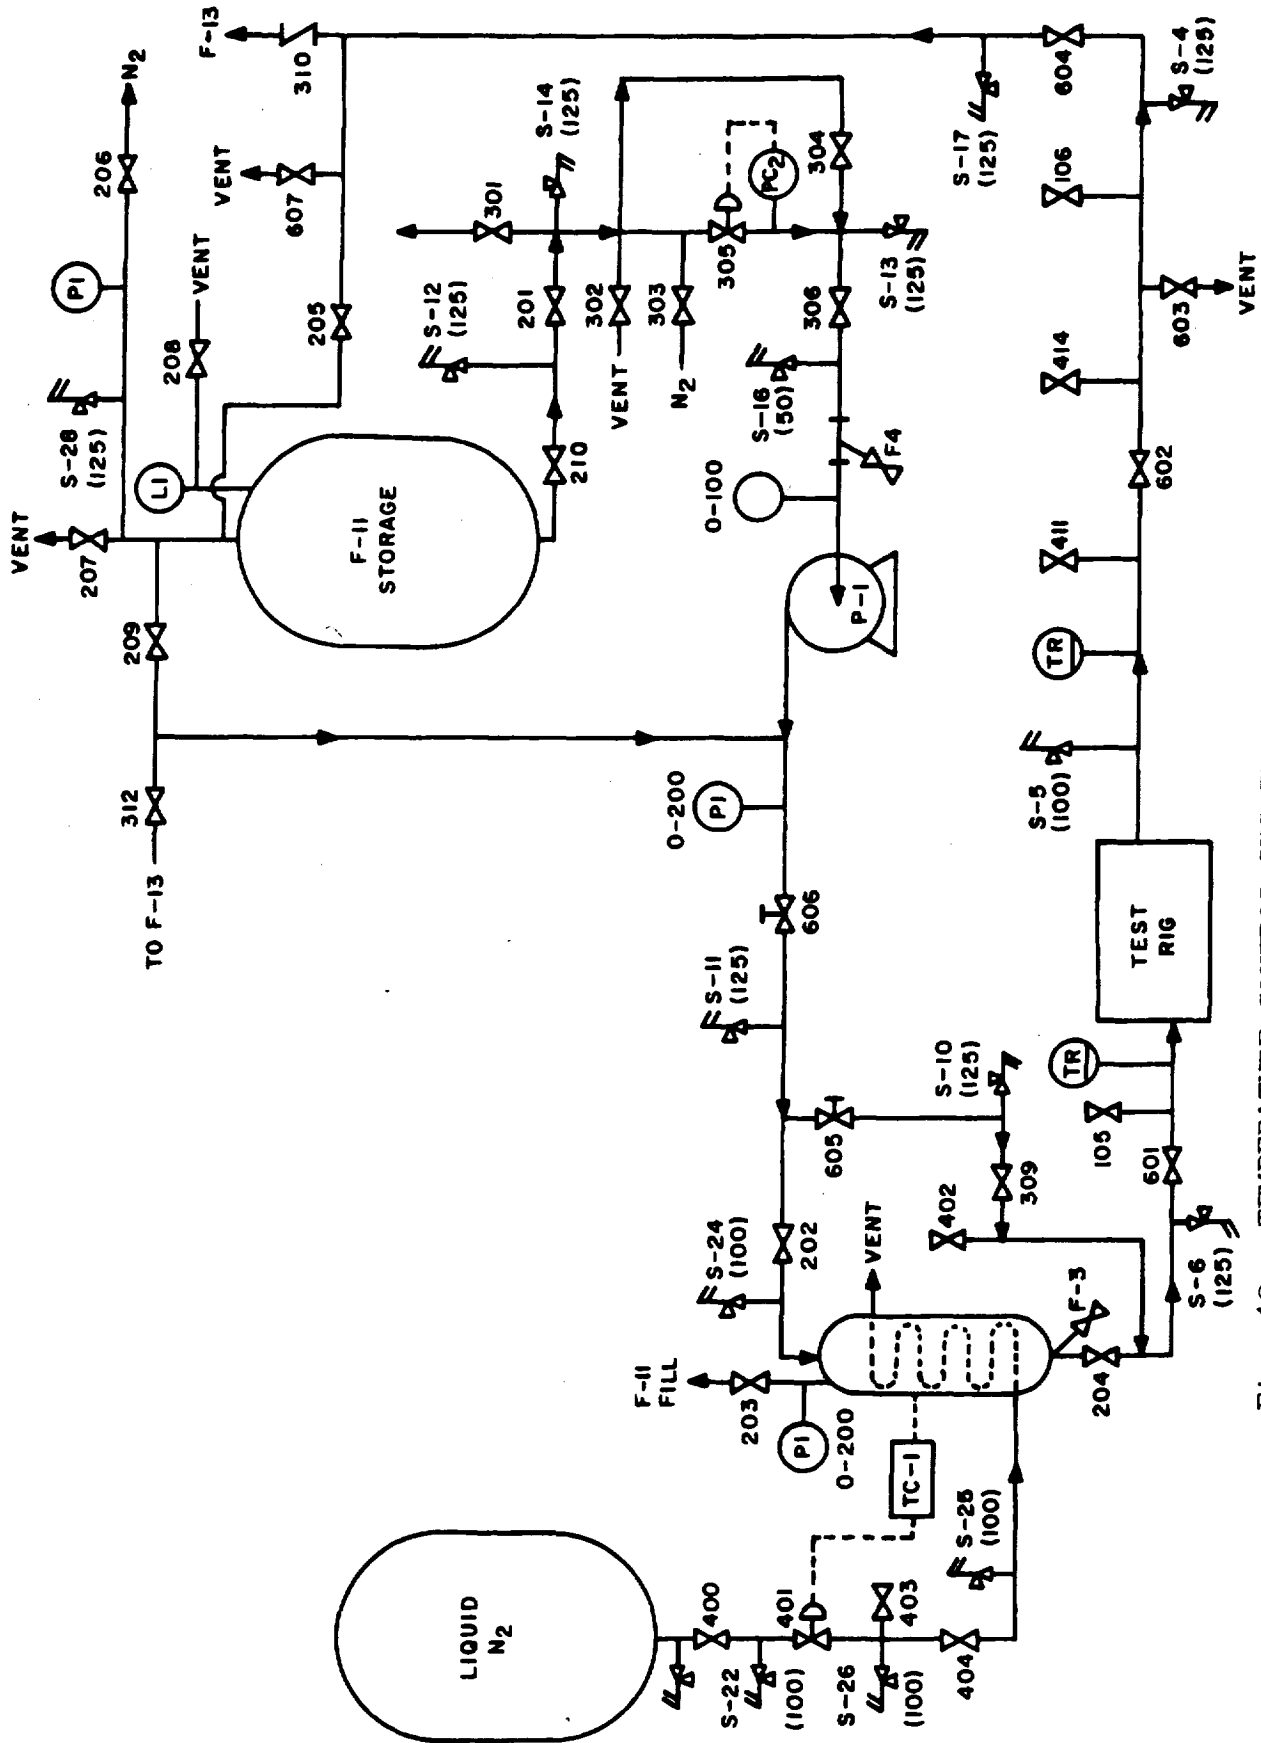 F-13
310
N2
206
PI
VENT
607
VENT
208
S-28
(125)
LI
VENT
207
205
209
312
TO F-13
F-11
STORAGE
210
S-12
(125)
201
301
S-14
(125)
302
VENT
303
N2
305
PC2
304
S-13
(125)
306
S-16
(50)
F4
O-100
P-1
O-200
PI
606
S-11
(125)
605
S-10
(125)
309
402
202
S-24
(100)
VENT
F-3
F-11
FILL
203
PI
O-200
204
TC-1
S-25
(100)
LIQUID
N2
400
S-22
(100)
401
403
S-26
(100)
404
S-6
(125)
601
105
TR
TEST
RIG
S-5
(100)
TR
411
602
414
603
VENT
106
S-4
(125)
604
S-17
(125)